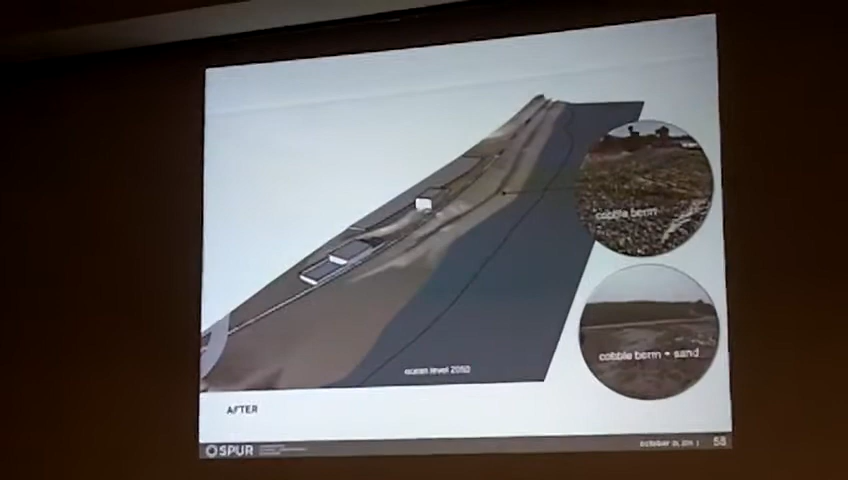 cobble berm
cobble berm + sand
ocean level 2050
AFTER
SPUR
58